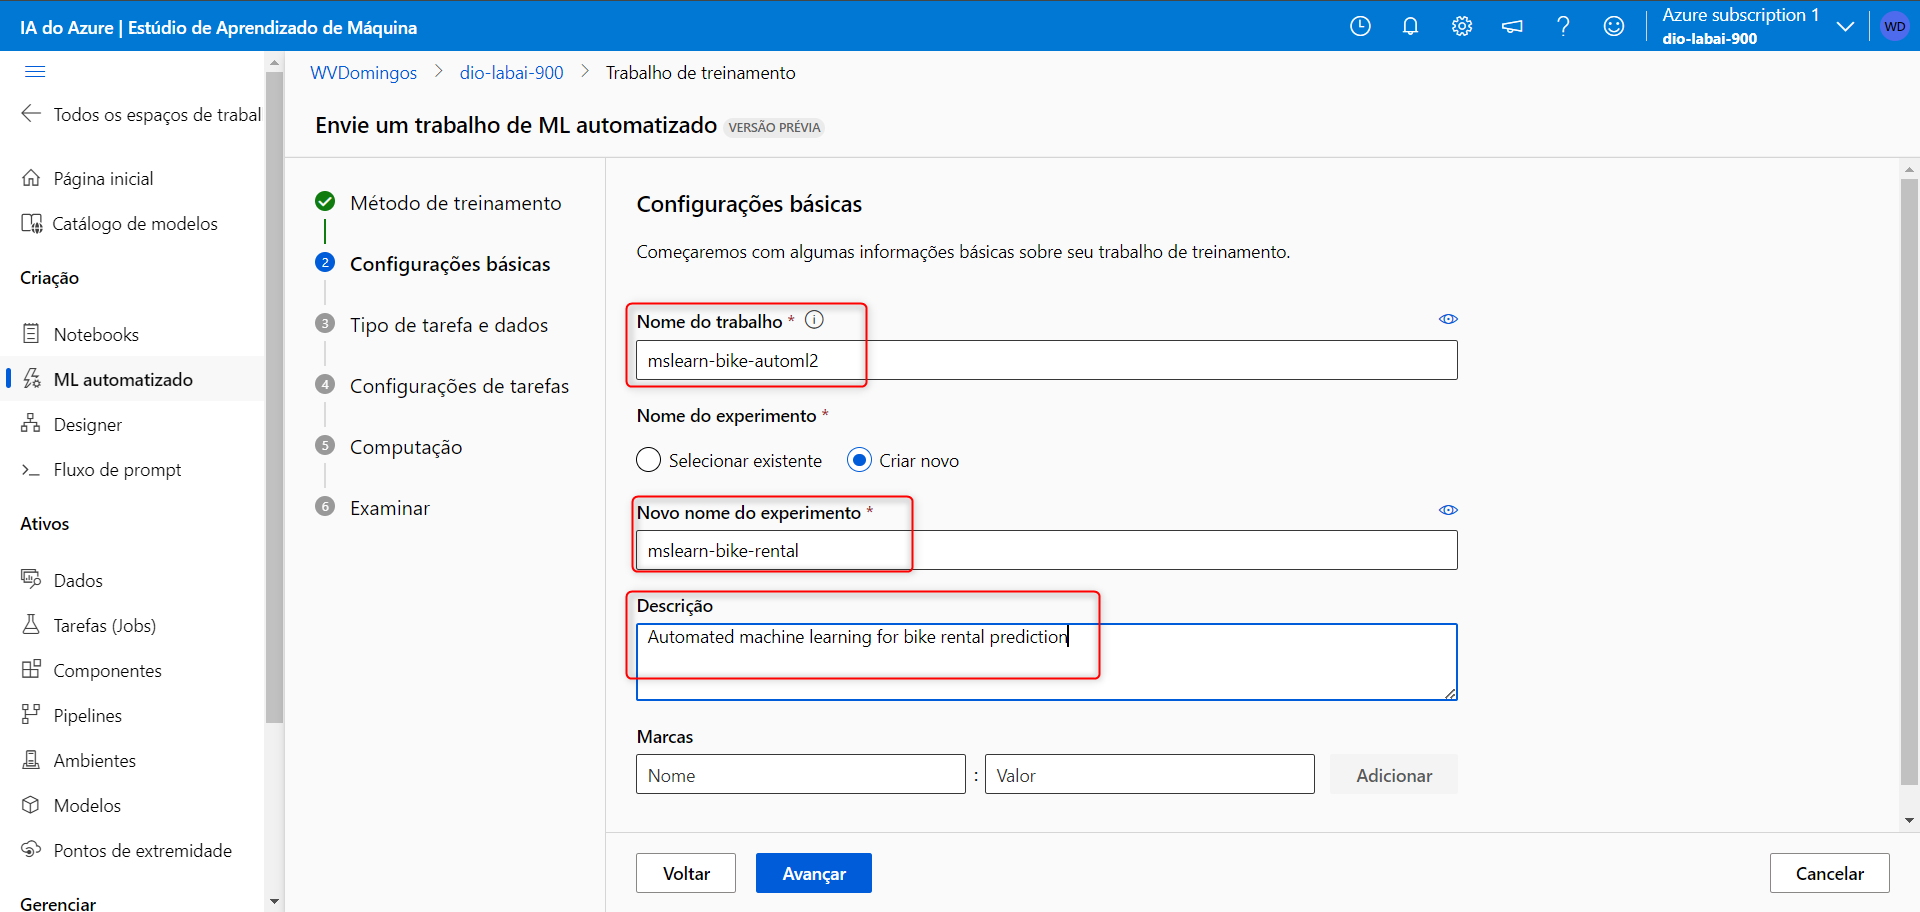 IA do Azure | Estúdio de Aprendizado de Máquina
Azure subscription 1
dio-labai-900
WD
Todos os espaços de trabal
Página inicial
Catálogo de modelos
Criação
Notebooks
ML automatizado
Designer
Fluxo de prompt
Ativos
Dados
Tarefas (Jobs)
Componentes
Pipelines
Ambientes
Modelos
Pontos de extremidade
Gerenciar
WVDomingos > dio-labai-900 > Trabalho de treinamento
Envie um trabalho de ML automatizado VERSÃO PRÉVIA
Método de treinamento
2 Configurações básicas
3 Tipo de tarefa e dados
4 Configurações de tarefas
5 Computação
6 Examinar
Configurações básicas
Começaremos com algumas informações básicas sobre seu trabalho de treinamento.
Nome do trabalho *
mslearn-bike-automl2
Nome do experimento *
Selecionar existente Criar novo
Novo nome do experimento *
mslearn-bike-rental
Descrição
Automated machine learning for bike rental prediction
Marcas
Nome : Valor Adicionar
Voltar Avançar Cancelar